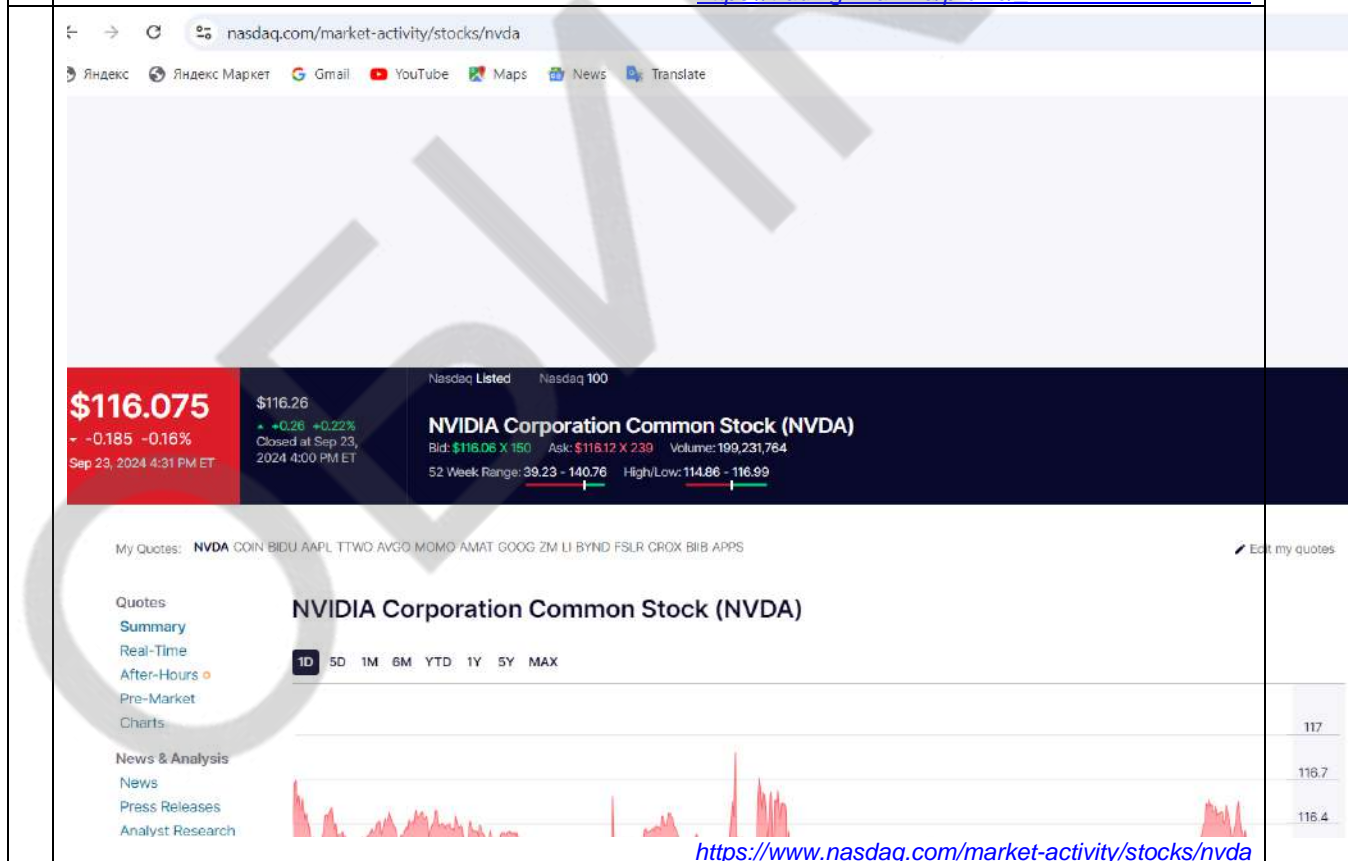 nasdaq.com/market-activity/stocks/nvda
Яндекс Яндекс Маркет Gmail YouTube Maps News Translate
Nasdaq Listed Nasdaq 100
$116.075
-0.185 -0.16%
Sep 23, 2024 4:31 PM ET
$116.26
+0.26 +0.22%
Closed at Sep 23,
2024 4:00 PM ET
NVIDIA Corporation Common Stock (NVDA)
Bid: $116.06 X 150 Ask: $116.12 X 239 Volume: 199,231,764
52 Week Range: 39.23 - 140.76 High/Low: 114.86 - 116.99
My Quotes: NVDA COIN BIDU AAPL TTWO AVGO MOMO AMAT GOOG ZM LI BYND FSLR CROX BIIB APPS
Edit my quotes
Quotes
Summary
Real-Time
After-Hours
Pre-Market
Charts
News & Analysis
News
Press Releases
Analyst Research
NVIDIA Corporation Common Stock (NVDA)
1D 5D 1M 6M YTD 1Y 5Y MAX
117
116.7
116.4
https://www.nasdaq.com/market-activity/stocks/nvda